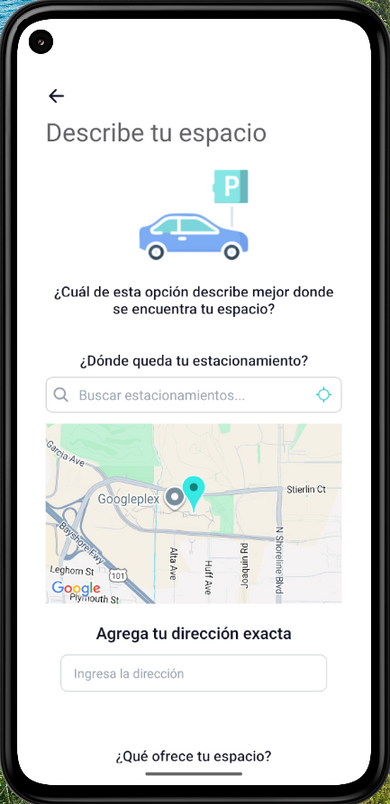 Describe tu espacio
P
¿Cuál de esta opción describe mejor donde
se encuentra tu espacio?
¿Dónde queda tu estacionamiento?
Buscar estacionamientos...
Garcia Ave
Googleplex
Stierlin Ct
Bayshore Fwy
Alta Ave
Huff Ave
Joaquin Rd
N Shoreline Blvd
Leghorn St
101
Google
Plymouth St
Agrega tu dirección exacta
Ingresa la dirección
¿Qué ofrece tu espacio?